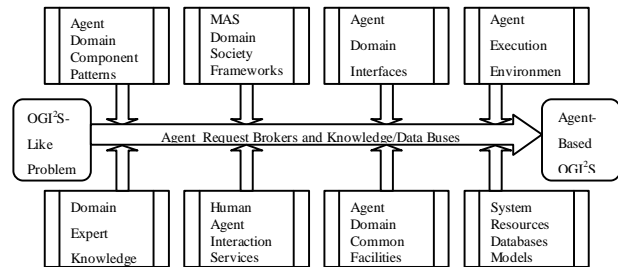 Agent
Domain
Component
Patterns
MAS
Domain
Society
Frameworks
Agent
Domain
Interfaces
Agent
Execution
Environmen
OGI²S-
Like
Problem
Agent Request Brokers and Knowledge/Data Buses
Agent-
Based
OGI²S
Domain
Expert
Knowledge
Human
Agent
Interaction
Services
Agent
Domain
Common
Facilities
System
Resources
Databases
Models